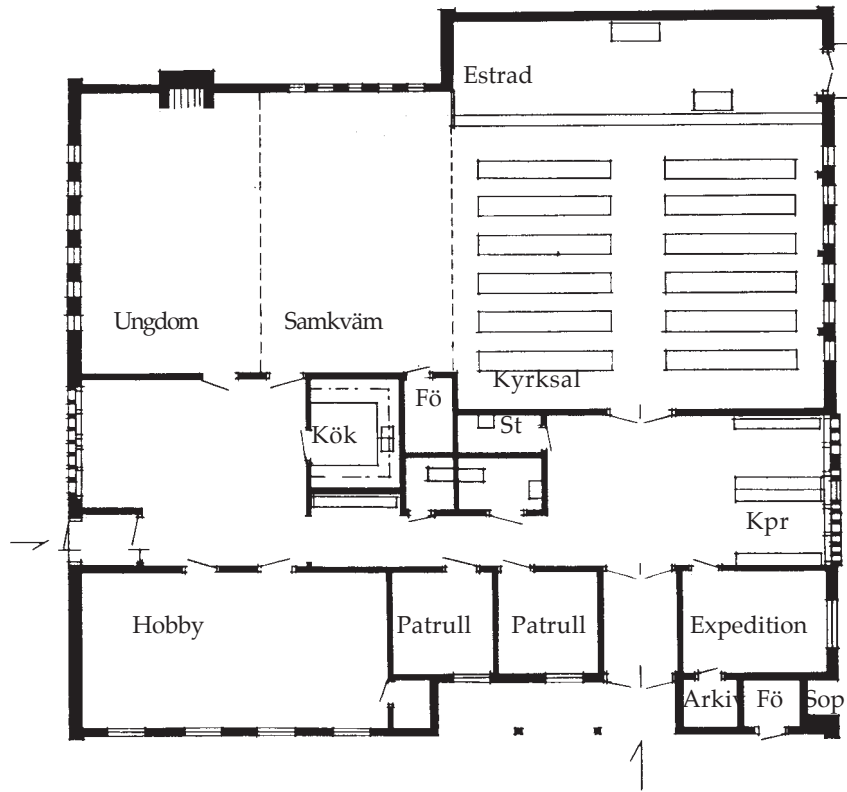 Estrad
Ungdom
Samkväm
Kyrksal
Fö
St
Kök
Kpr
Hobby
Patrull
Patrull
Expedition
Arkiv
Fö
Sop